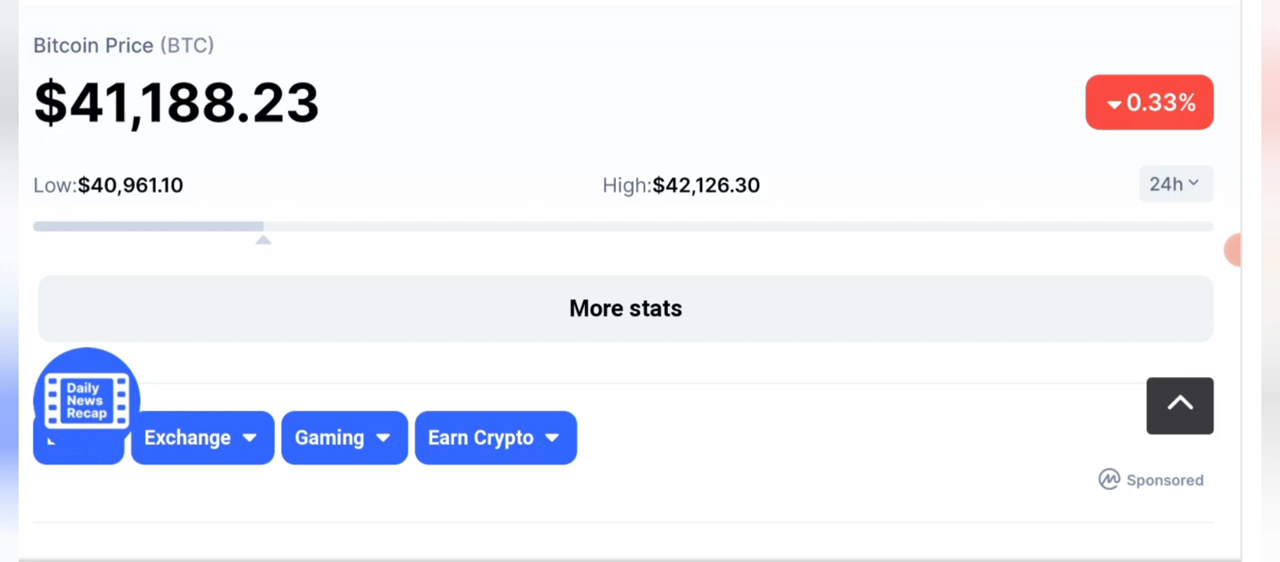 Bitcoin Price (BTC)
$41,188.23
0.33%
Low:$40,961.10
High:$42,126.30
24h
More stats
Daily
News
Recap
Exchange
Gaming
Earn Crypto
Sponsored